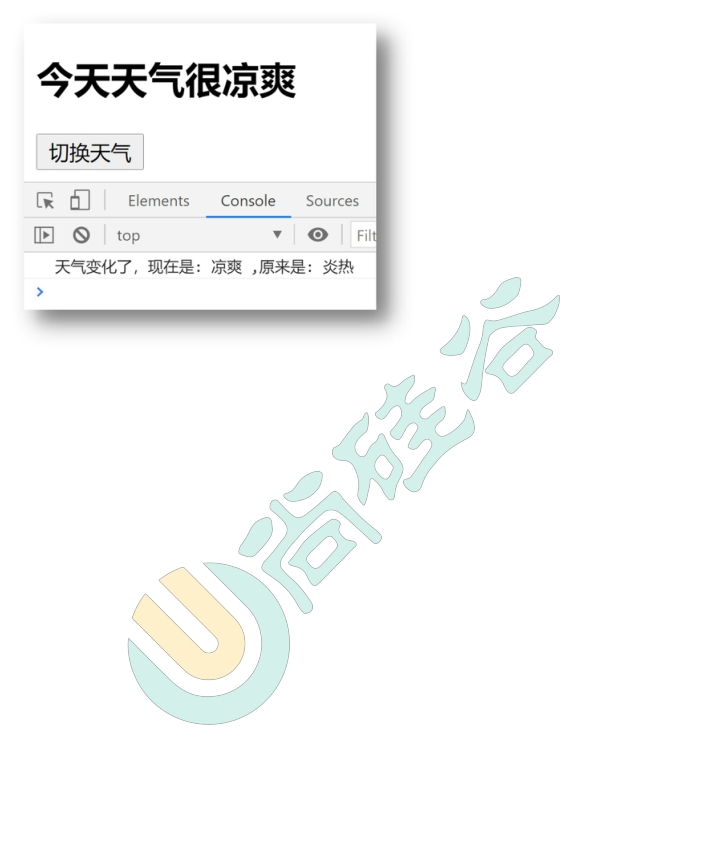 今天天气很凉爽
切换天气
Elements Console Sources
top Filt
天气变化了，现在是：凉爽 ,原来是：炎热
尚硅谷